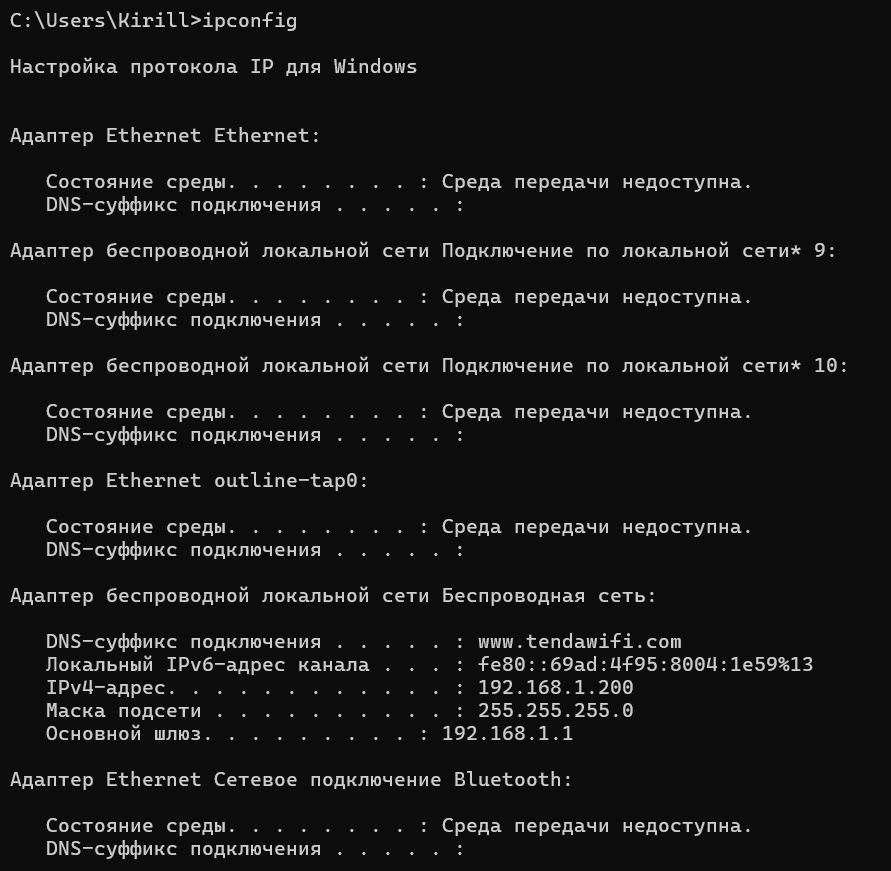 C:\Users\Kirill>ipconfig
Настройка протокола IP для Windows
Адаптер Ethernet Ethernet:
Состояние среды. . . . . . . . : Среда передачи недоступна.
DNS-суффикс подключения . . . . . :
Адаптер беспроводной локальной сети Подключение по локальной сети* 9:
Состояние среды. . . . . . . . : Среда передачи недоступна.
DNS-суффикс подключения . . . . . :
Адаптер беспроводной локальной сети Подключение по локальной сети* 10:
Состояние среды. . . . . . . . : Среда передачи недоступна.
DNS-суффикс подключения . . . . . :
Адаптер Ethernet outline-tap0:
Состояние среды. . . . . . . . : Среда передачи недоступна.
DNS-суффикс подключения . . . . . :
Адаптер беспроводной локальной сети Беспроводная сеть:
DNS-суффикс подключения . . . . . : www.tendawifi.com
Локальный IPv6-адрес канала . . . : fe80::69ad:4f95:8004:1e59%13
IPv4-адрес. . . . . . . . . . . . : 192.168.1.200
Маска подсети . . . . . . . . . . : 255.255.255.0
Основной шлюз. . . . . . . . . : 192.168.1.1
Адаптер Ethernet Сетевое подключение Bluetooth:
Состояние среды. . . . . . . . : Среда передачи недоступна.
DNS-суффикс подключения . . . . . :